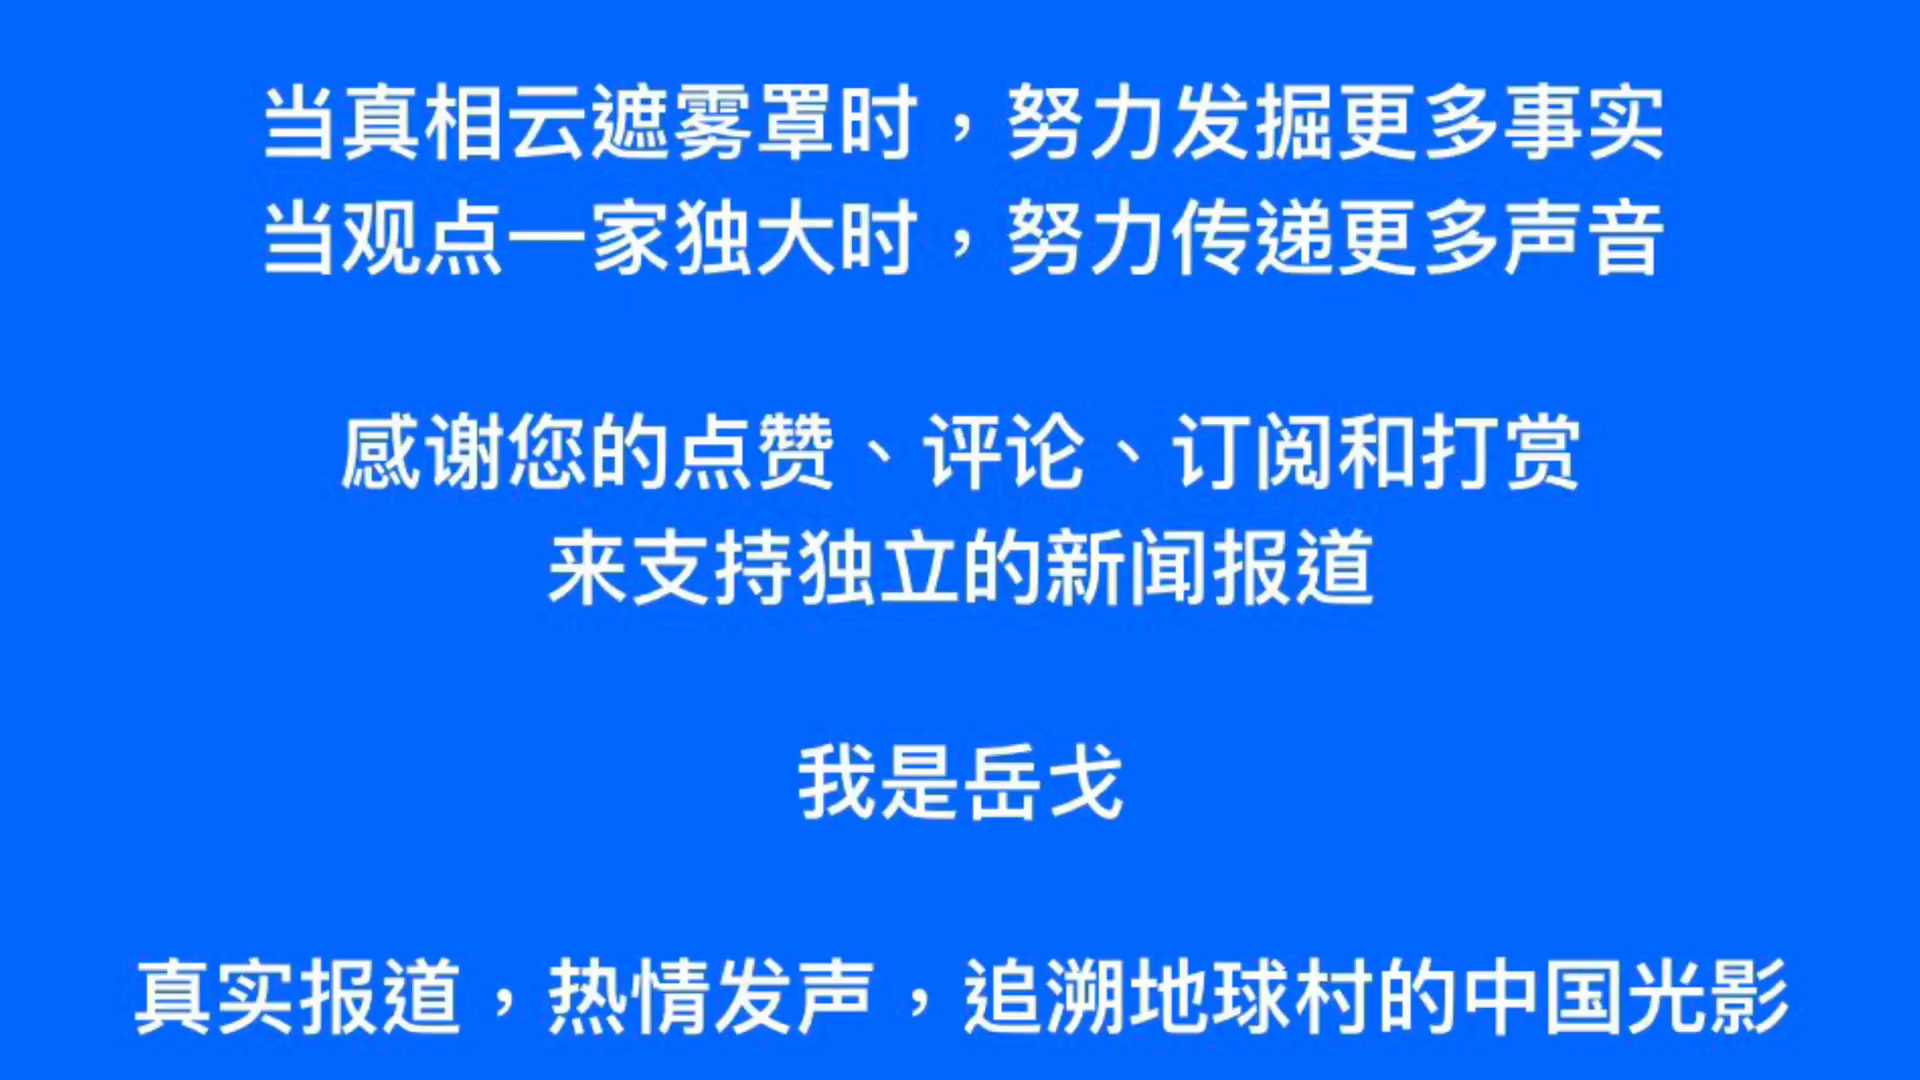 当真相云遮雾罩时，努力发掘更多事实
当观点一家独大时，努力传递更多声音
感谢您的点赞、评论、订阅和打赏
来支持独立的新闻报道
我是岳戈
真实报道，热情发声，追溯地球村的中国光影